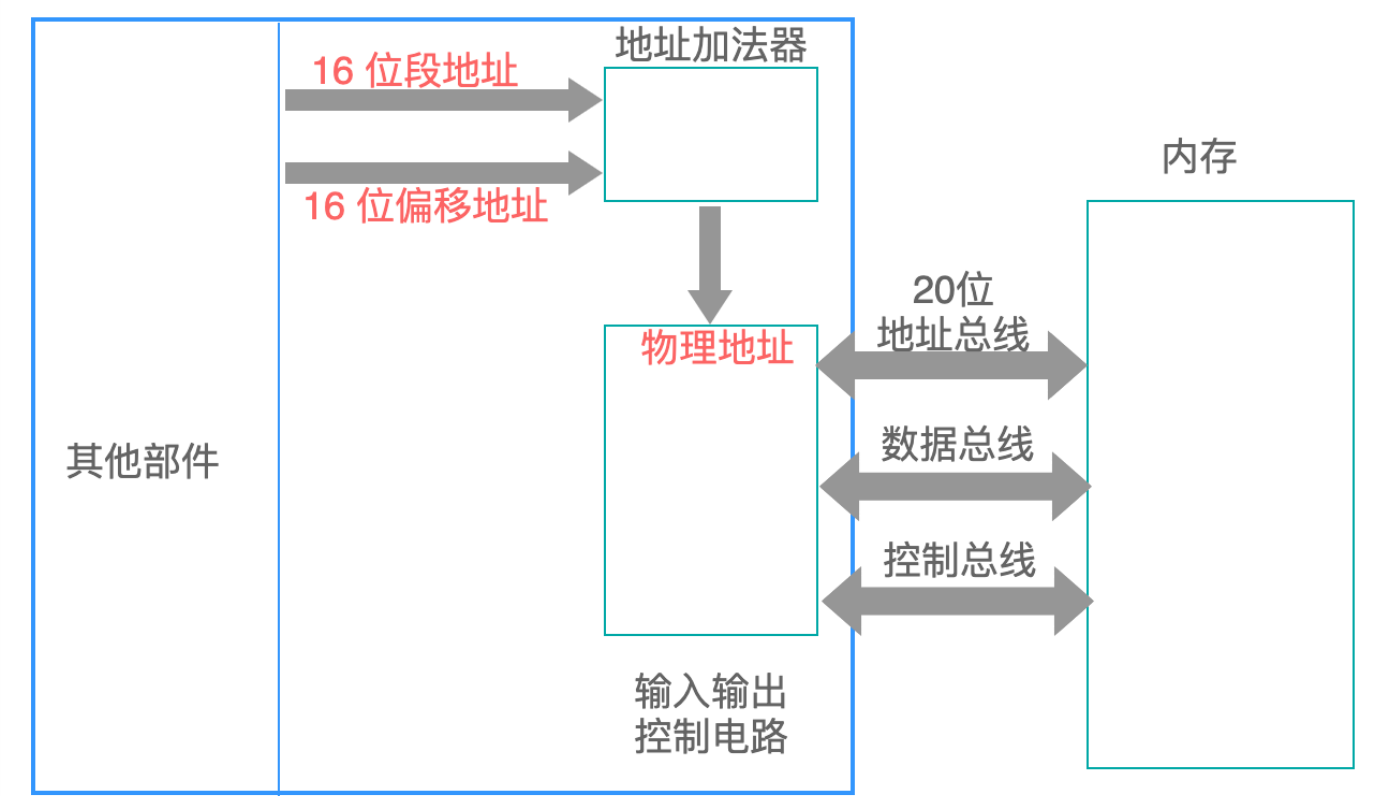 地址加法器
16 位段地址
16 位偏移地址
内存
20位
地址总线
物理地址
数据总线
其他部件
控制总线
输入输出
控制电路